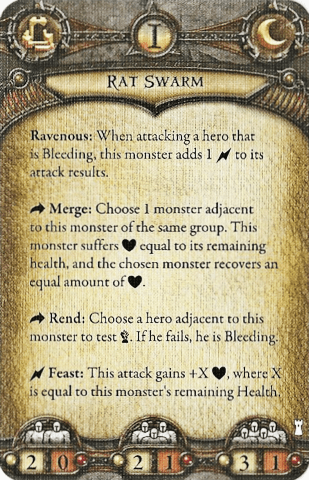 I
RAT SWARM
Ravenous: When attacking a hero that
is Bleeding, this monster adds 1 to its
attack results.
Merge: Choose 1 monster adjacent
to this monster of the same group. This
monster suffers equal to its remaining
health, and the chosen monster recovers an
equal amount of .
Rend: Choose a hero adjacent to this
monster to test . If he fails, he is Bleeding.
Feast: This attack gains +X , where X
is equal to this monster's remaining Health.
2 0 2 1 3 1